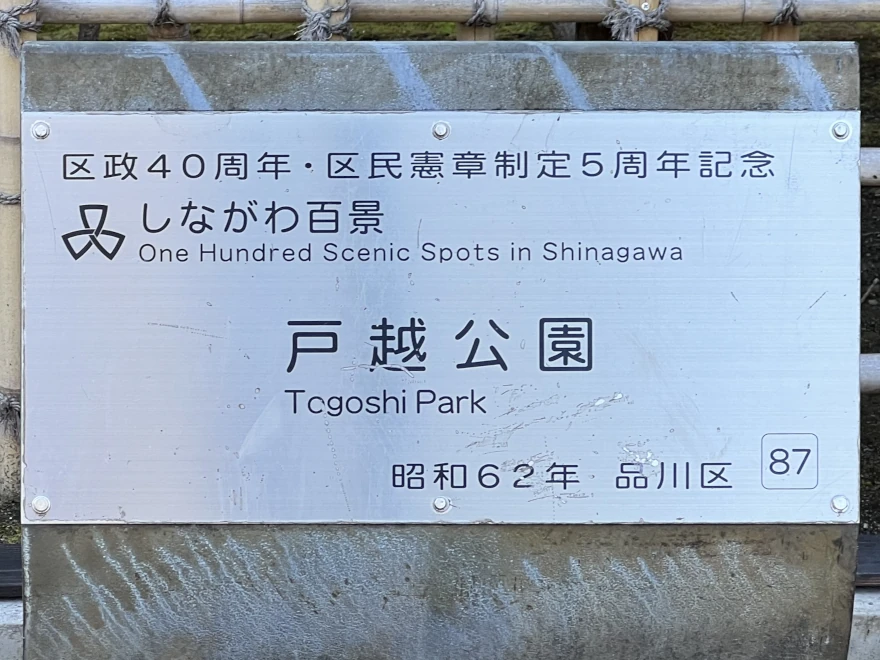 区政40周年・区民憲章制定5周年記念
しながわ百景
One Hundred Scenic Spots in Shinagawa
戸越公園
Togoshi Park
昭和62年 品川区 87